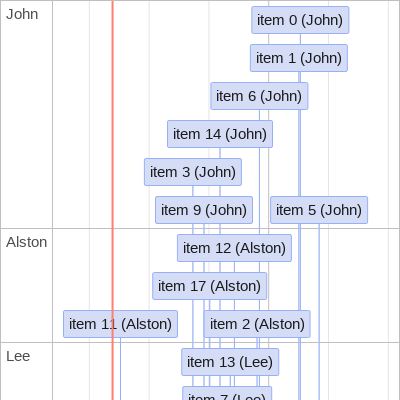 John
item 0 (John)
item 1 (John)
item 6 (John)
item 14 (John)
item 3 (John)
item 9 (John)
item 5 (John)
Alston
item 12 (Alston)
item 17 (Alston)
item 11 (Alston)
item 2 (Alston)
Lee
item 13 (Lee)
item 7 (Lee)